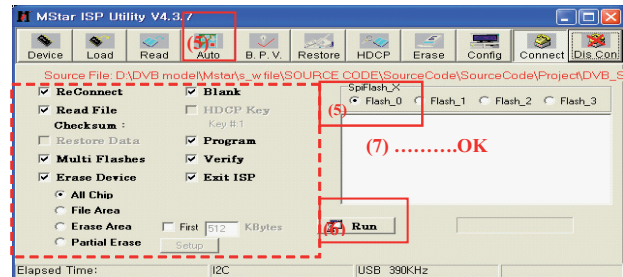 MStar ISP Utility V4.3.7
Device Load Read (5) Auto B. P. V. Restore HDCP Erase Config Connect Dis.Con
Source File: D:\DVB model\Mstar\s_w file\SOURCE CODE\SourceCode\SourceCode\Project\DVB_S
ReConnect Blank
Read File HDCP Key
Checksum : Key #:1
Restore Data Program
Multi Flashes Verify
Erase Device Exit ISP
All Chip
File Area
Erase Area First 512 KBytes
Partial Erase Setup
SpiFlash_X
(5) Flash_0 Flash_1 Flash_2 Flash_3
(7) ..........OK
(6) Run
Elapsed Time: I2C USB 390KHz